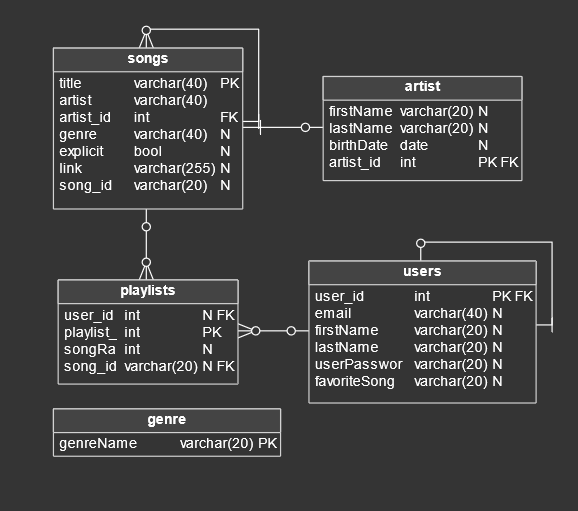 songs
title varchar(40) PK
artist varchar(40)
artist_id int FK
genre varchar(40) N
explicit bool N
link varchar(255) N
song_id varchar(20) N
artist
firstName varchar(20) N
lastName varchar(20) N
birthDate date N
artist_id int PK FK
playlists
user_id int N FK
playlist_ int PK
songRa int N
song_id varchar(20) N FK
users
user_id int PK FK
email varchar(40) N
firstName varchar(20) N
lastName varchar(20) N
userPasswor varchar(20) N
favoriteSong varchar(20) N
genre
genreName varchar(20) PK